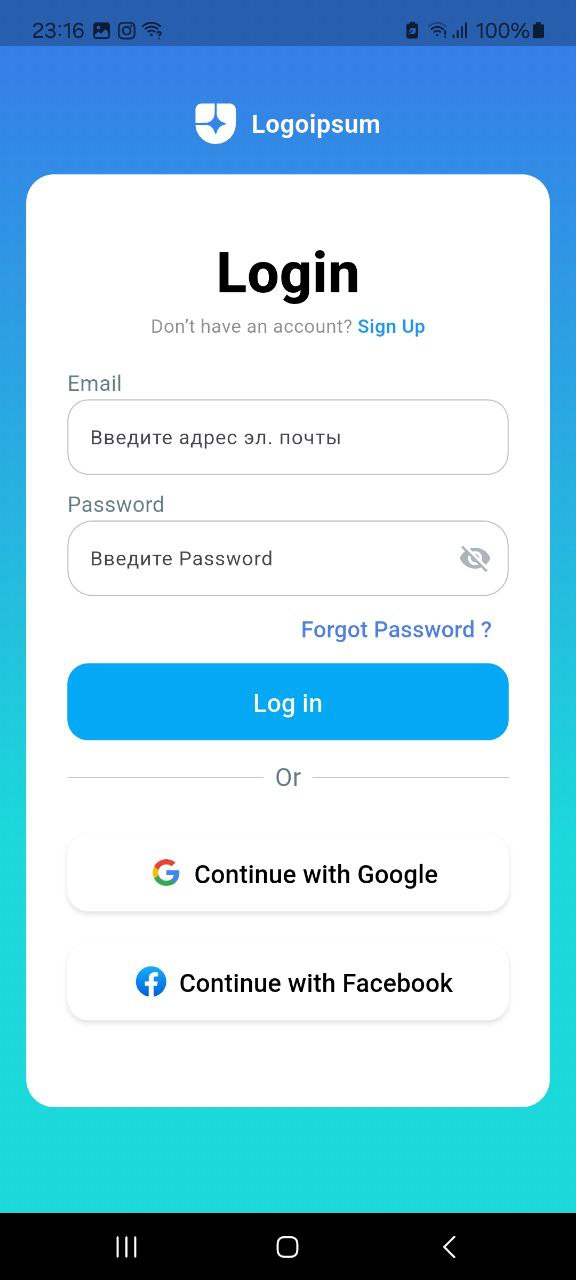 23:16 100%
Logoipsum
Login
Don't have an account? Sign Up
Email
Введите адрес эл. почты
Password
Введите Password
Forgot Password ?
Log in
Or
Continue with Google
Continue with Facebook